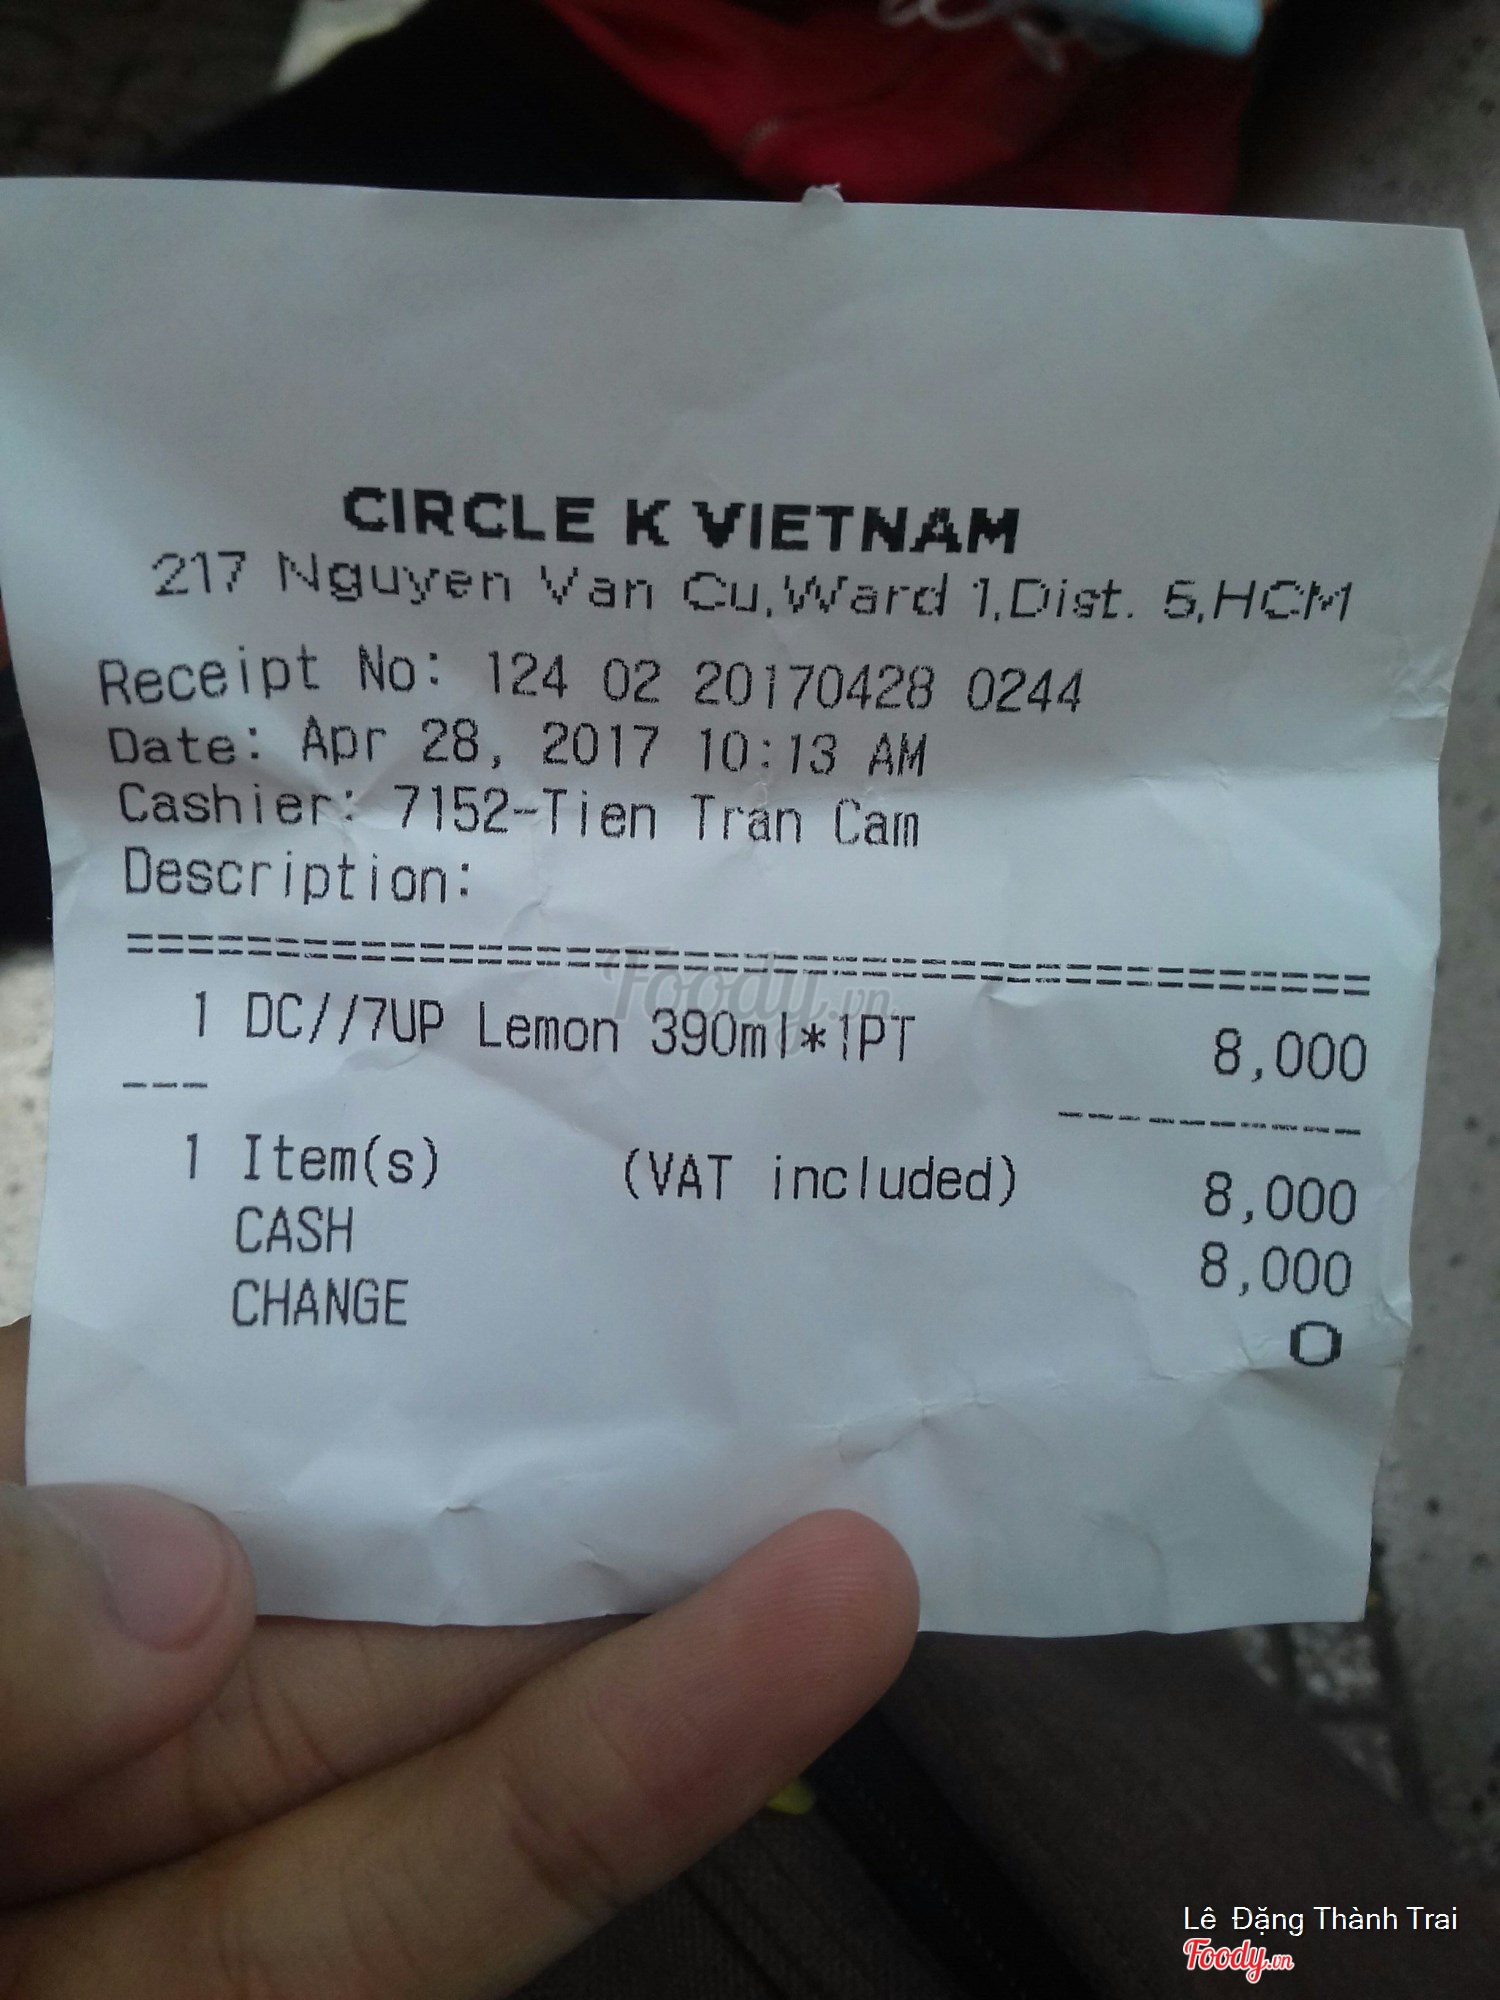 CIRCLE K VIETNAM
217 Nguyen Van Cu,Ward 1,Dist. 5,HCM
Receipt No: 124 02 20170428 0244
Date: Apr 28, 2017 10:13 AM
Cashier: 7152-Tien Tran Cam
Description:
==========================================
1 DC//7UP Lemon 390ml*1PT 8,000
--- ----------
1 Item(s) (VAT included) 8,000
CASH 8,000
CHANGE 0
Foody.vn
Lê Đặng Thành Trai
Foody.vn